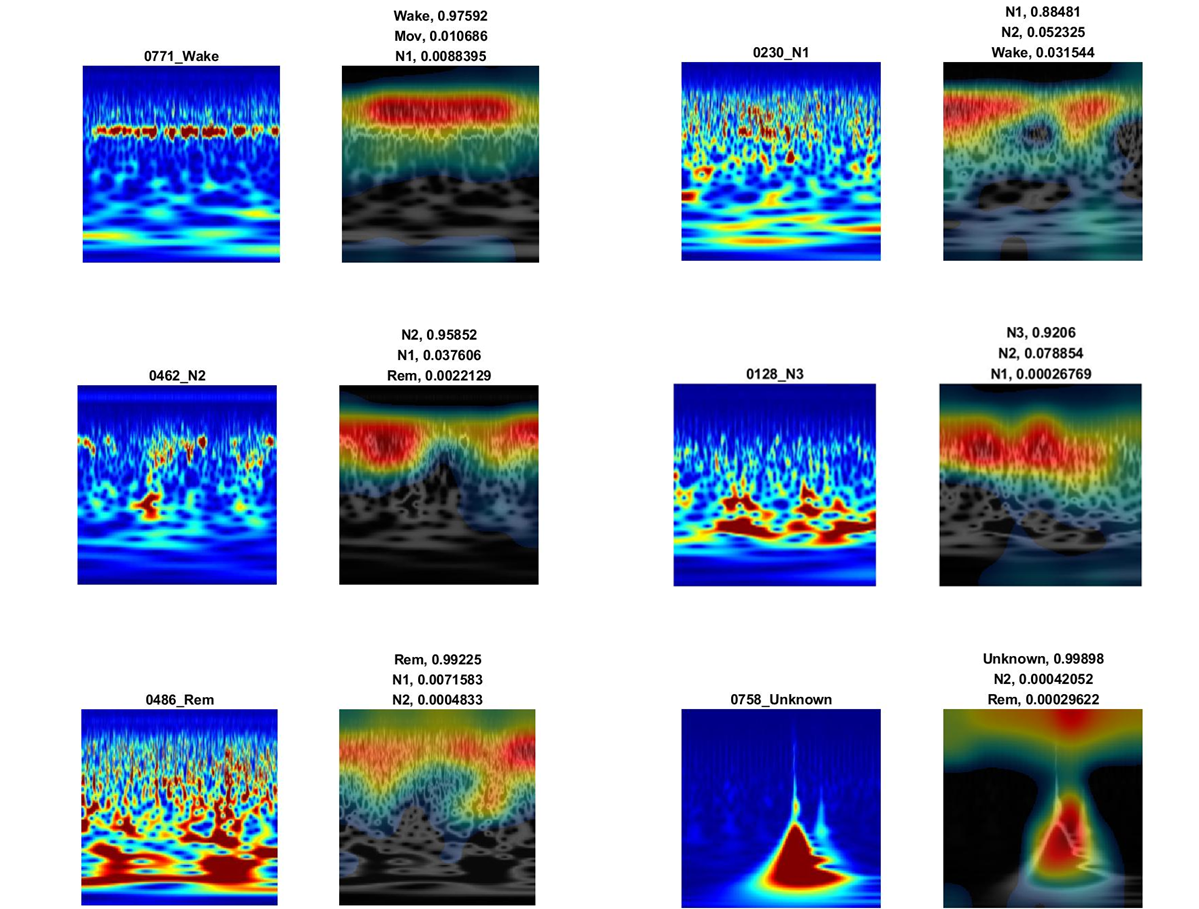 0771_Wake
Wake, 0.97592
Mov, 0.010686
N1, 0.0088395
0230_N1
N1, 0.88481
N2, 0.052325
Wake, 0.031544
0462_N2
N2, 0.95852
N1, 0.037606
Rem, 0.0022129
0128_N3
N3, 0.9206
N2, 0.078854
N1, 0.00026769
0486_Rem
Rem, 0.99225
N1, 0.0071583
N2, 0.0004833
0758_Unknown
Unknown, 0.99898
N2, 0.00042052
Rem, 0.00029622